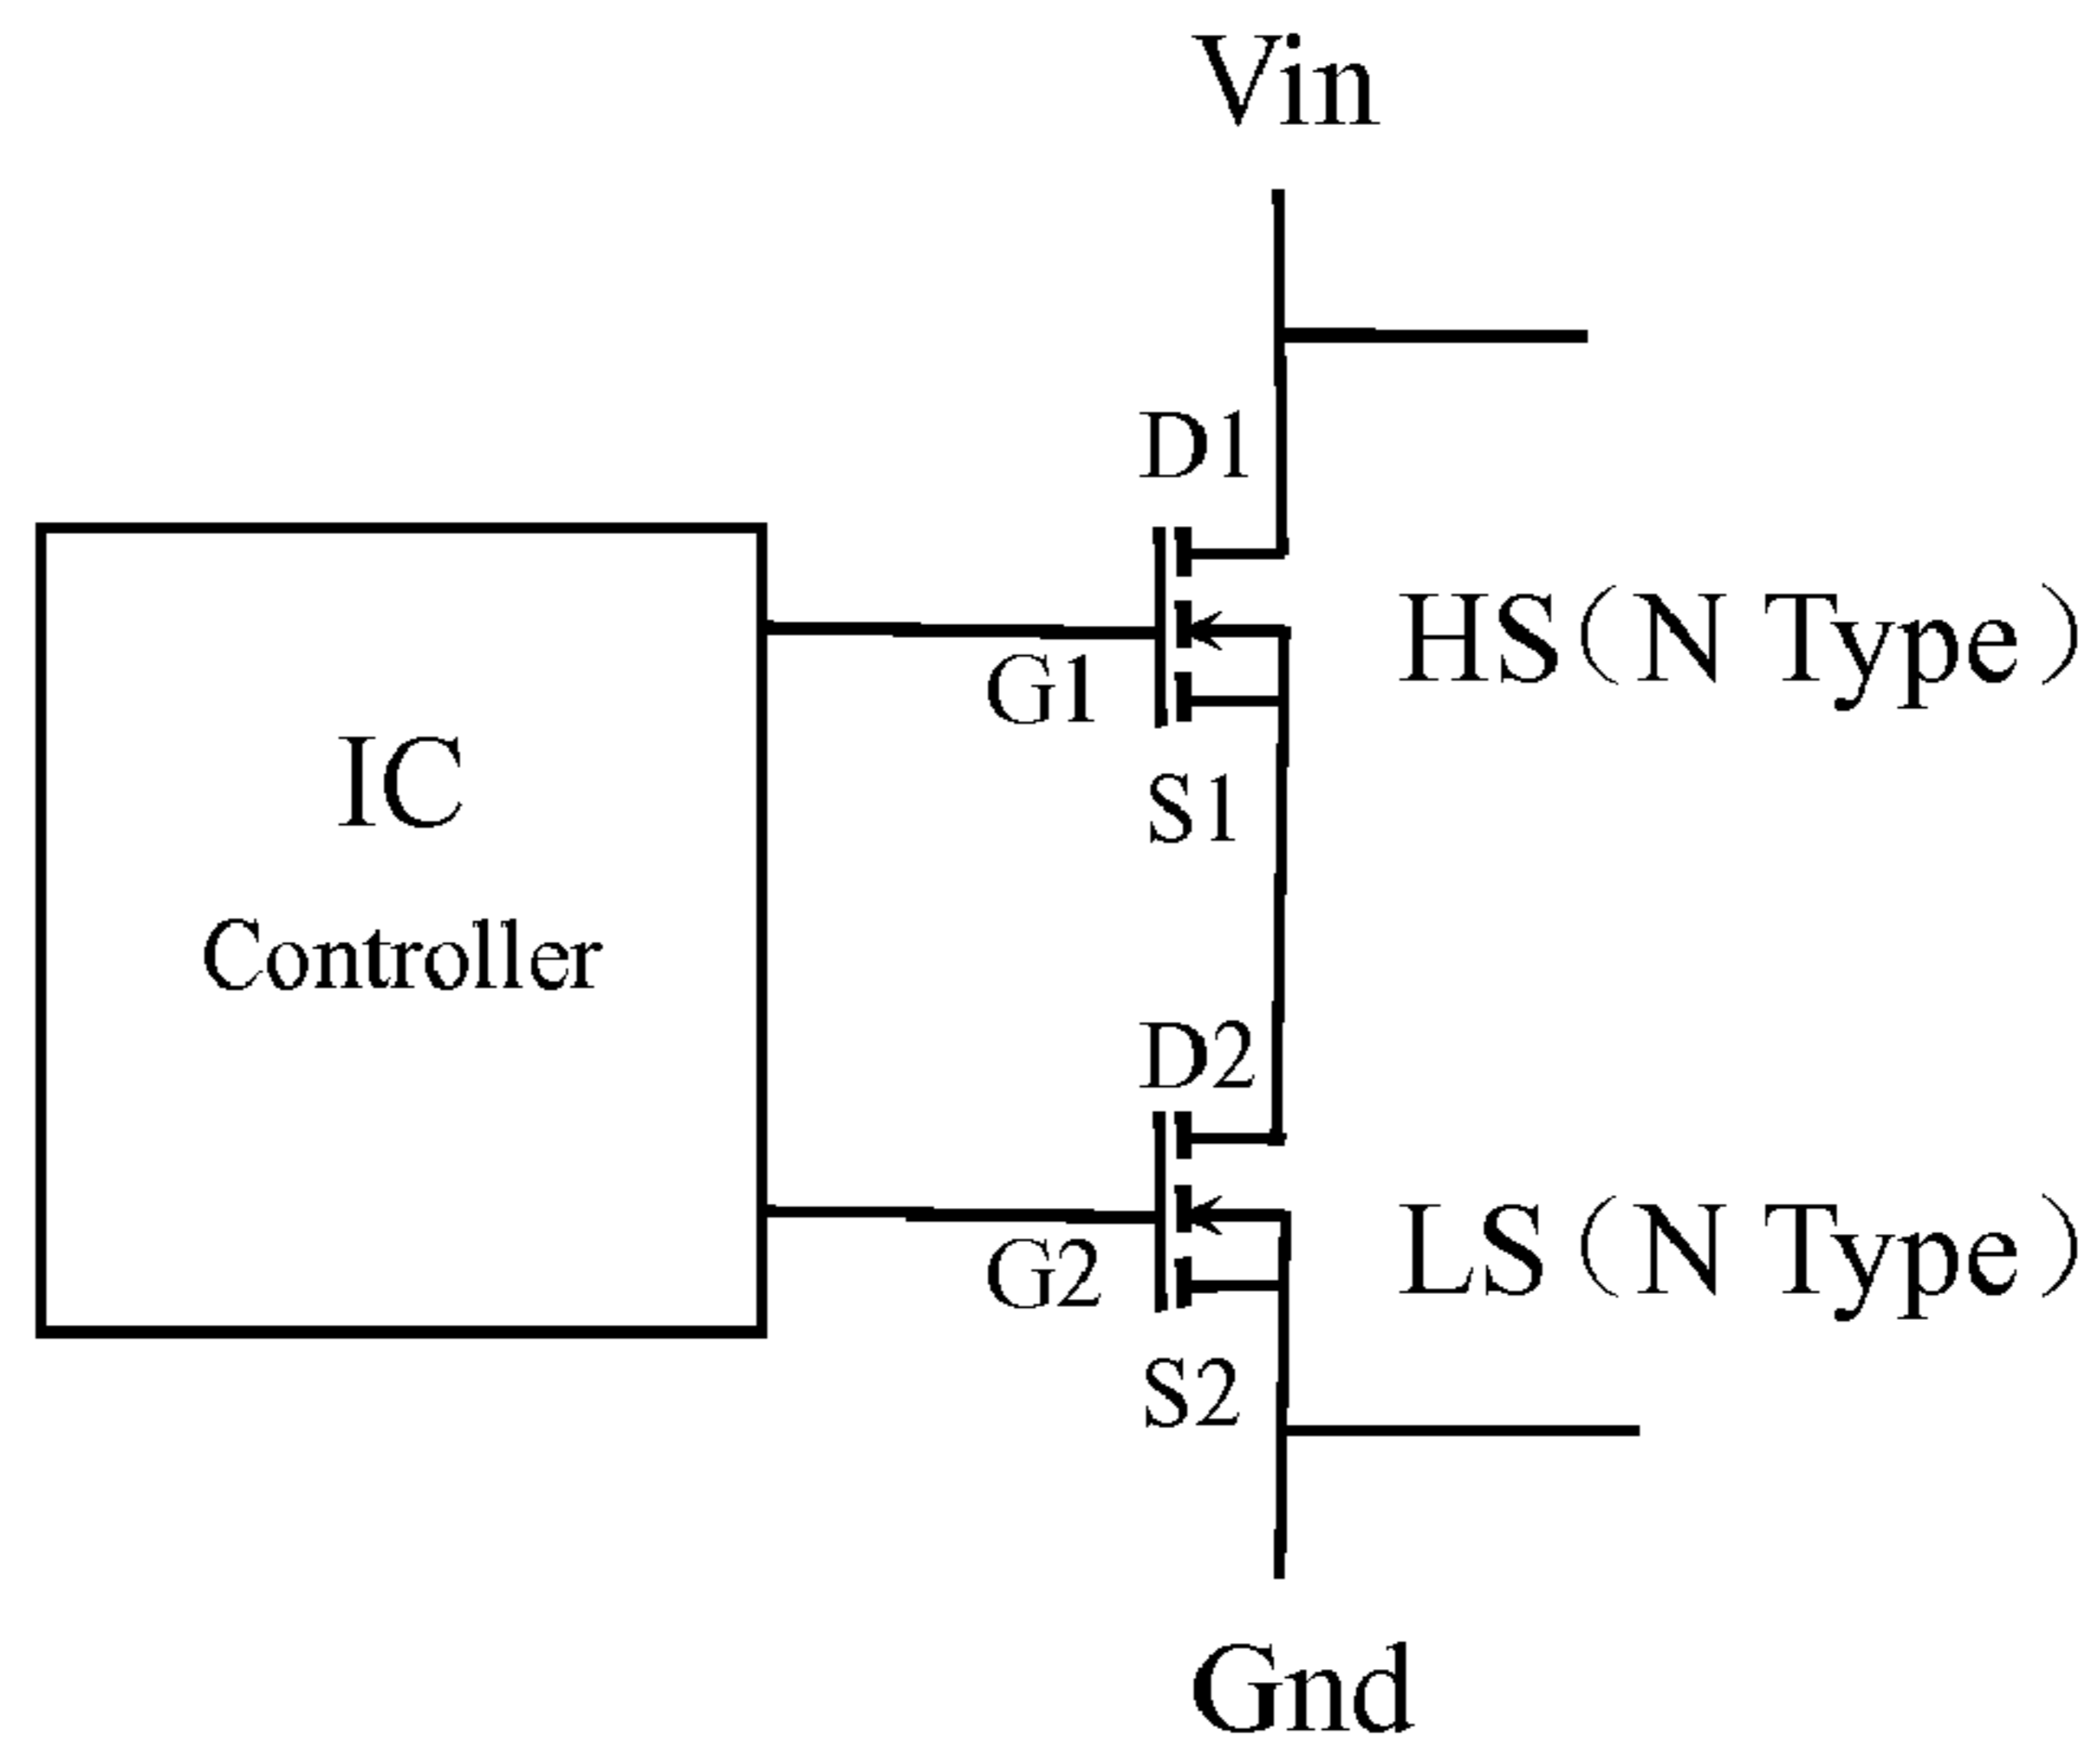 Vin
D1
HS（N Type）
G1
IC
S1
Controller
D2
LS（N Type）
G2
S2
Gnd